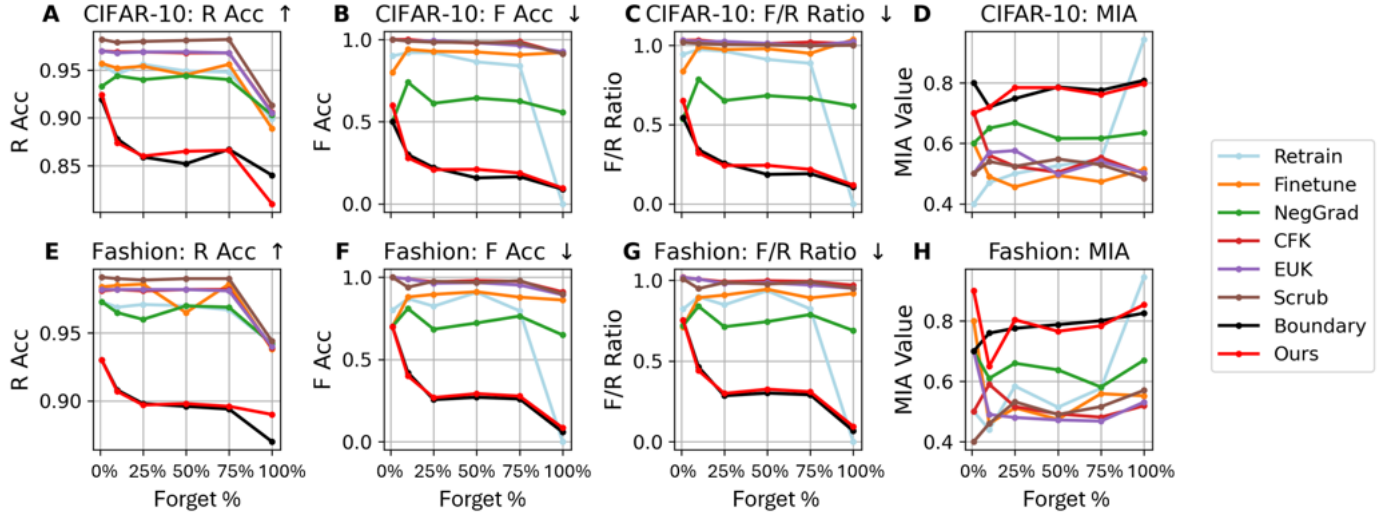 A CIFAR-10: R Acc ↑
B CIFAR-10: F Acc ↓
C CIFAR-10: F/R Ratio ↓
D CIFAR-10: MIA
R Acc
0.95
0.90
0.85
F Acc
1.0
0.5
0.0
F/R Ratio
1.0
0.5
0.0
MIA Value
0.8
0.6
0.4
Retrain
Finetune
NegGrad
CFK
EUK
Scrub
Boundary
Ours
E Fashion: R Acc ↑
F Fashion: F Acc ↓
G Fashion: F/R Ratio ↓
H Fashion: MIA
R Acc
0.95
0.90
F Acc
1.0
0.5
0.0
F/R Ratio
1.0
0.5
0.0
MIA Value
0.8
0.6
0.4
0% 25% 50% 75% 100%
0% 25% 50% 75% 100%
0% 25% 50% 75% 100%
0% 25% 50% 75% 100%
Forget %
Forget %
Forget %
Forget %